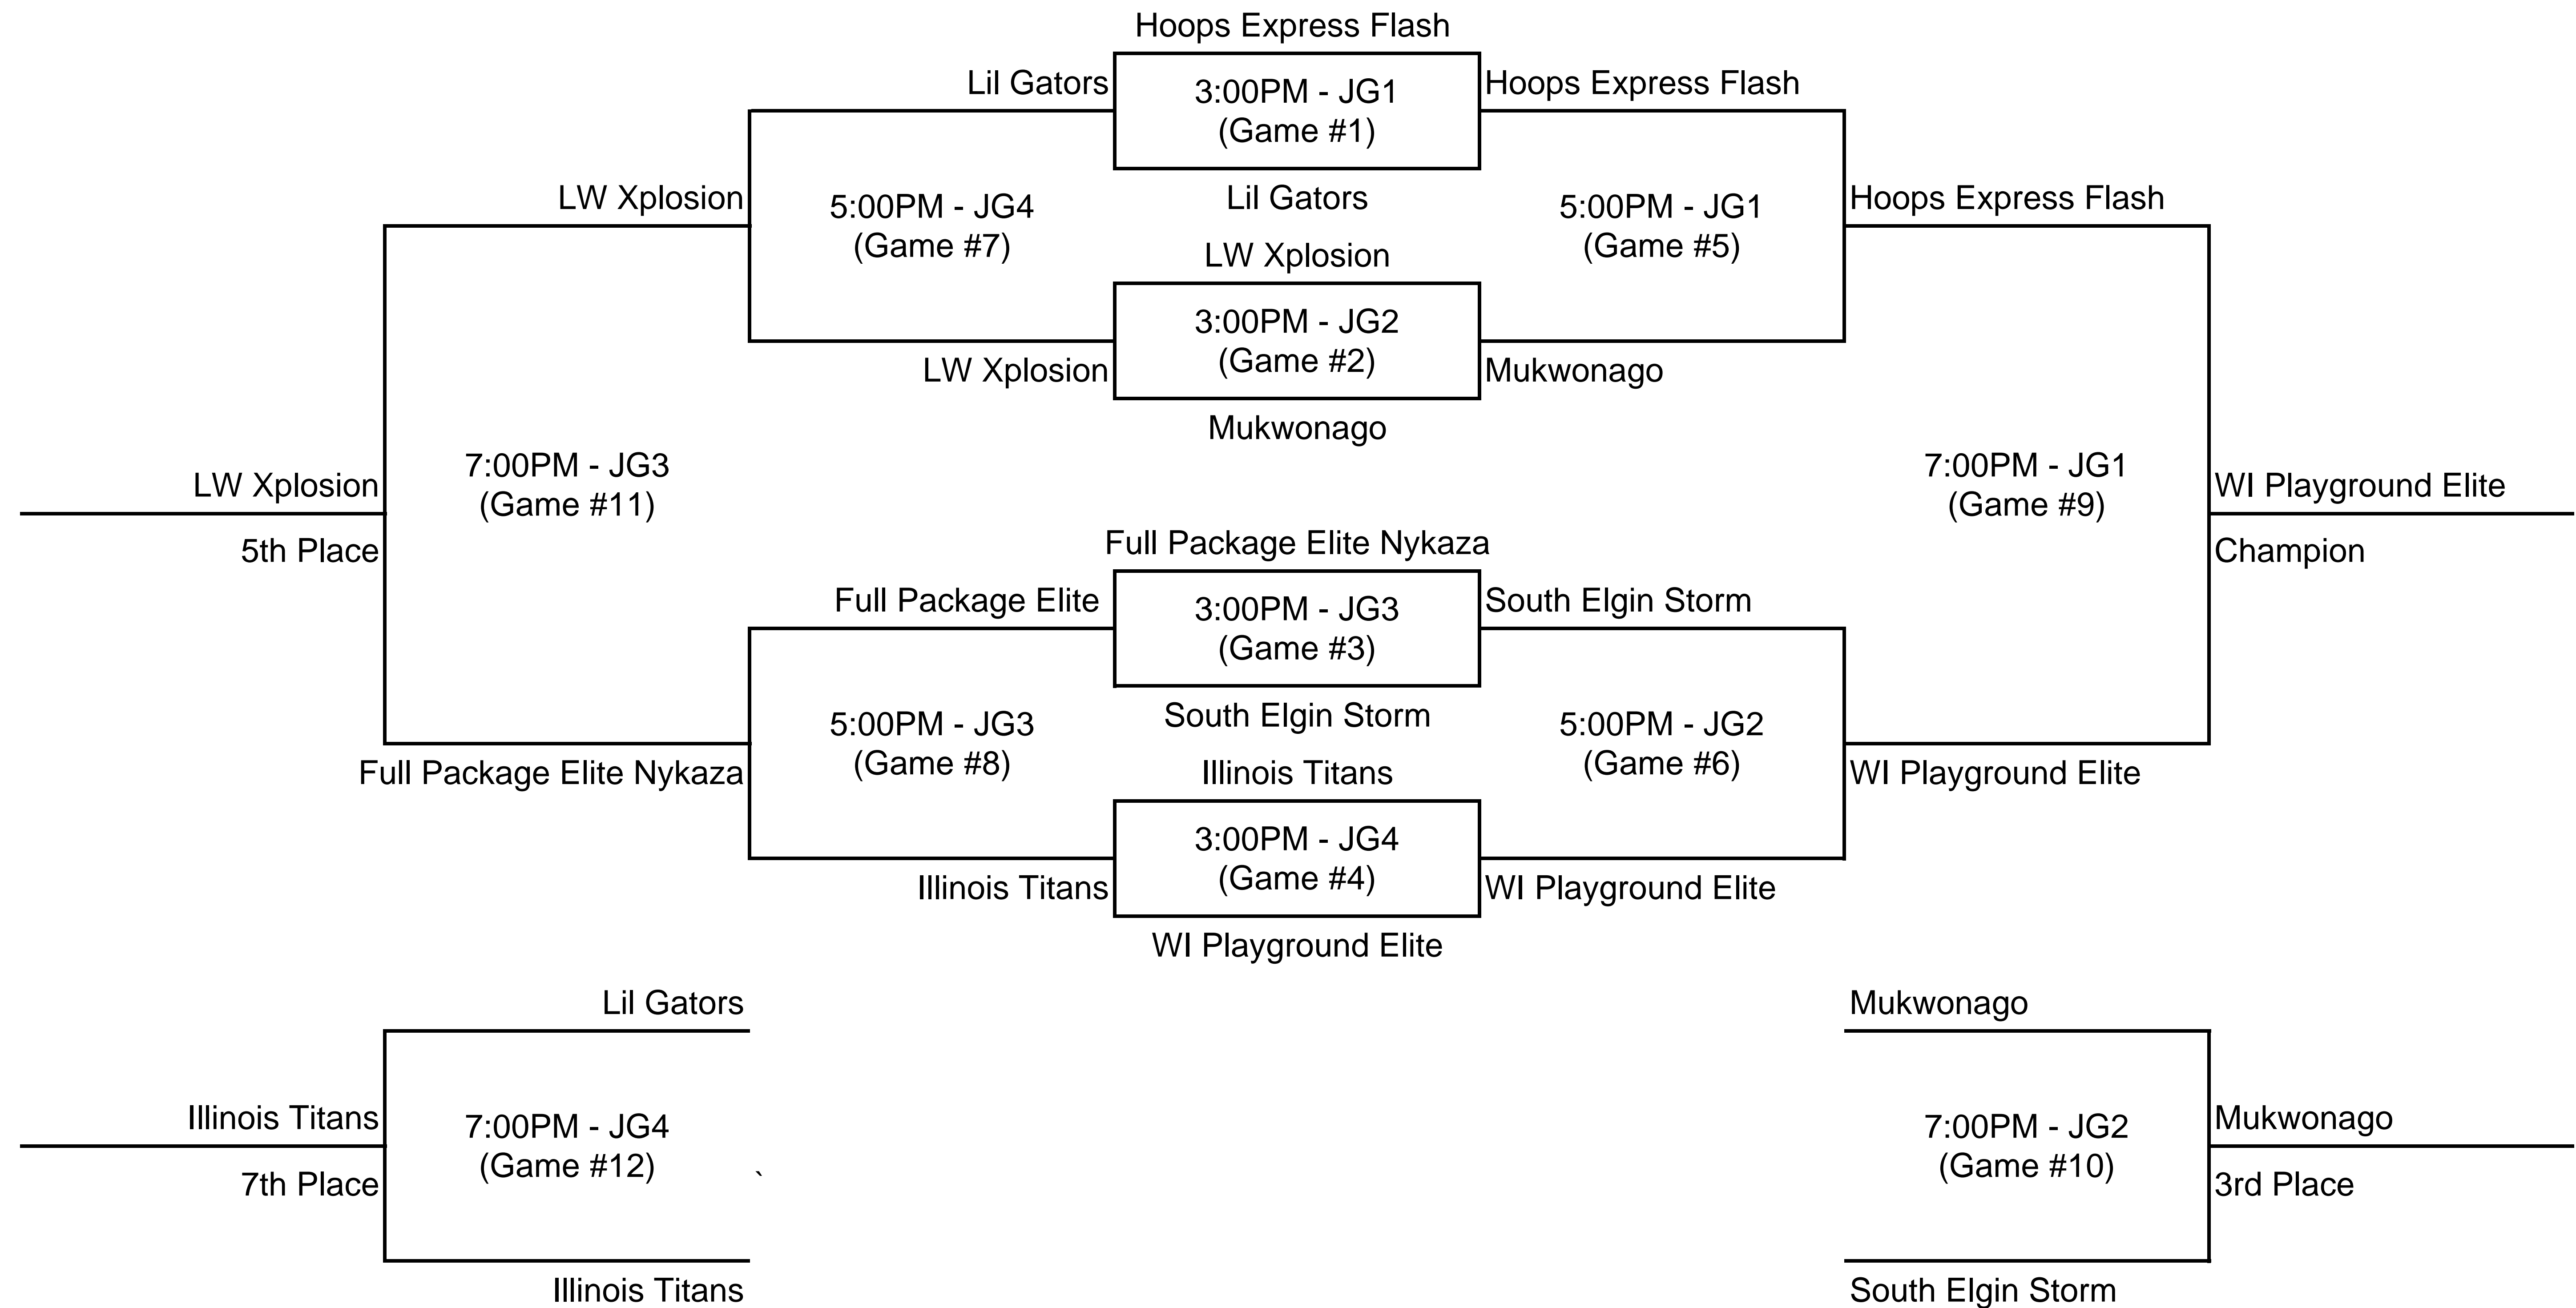 Hoops Express Flash
Lil Gators
3:00PM - JG1
(Game #1)
Hoops Express Flash
LW Xplosion
5:00PM - JG4
(Game #7)
Lil Gators
5:00PM - JG1
(Game #5)
Hoops Express Flash
LW Xplosion
3:00PM - JG2
(Game #2)
LW Xplosion
Mukwonago
Mukwonago
LW Xplosion
5th Place
7:00PM - JG3
(Game #11)
7:00PM - JG1
(Game #9)
WI Playground Elite
Champion
Full Package Elite Nykaza
Full Package Elite
3:00PM - JG3
(Game #3)
South Elgin Storm
South Elgin Storm
5:00PM - JG3
(Game #8)
5:00PM - JG2
(Game #6)
Full Package Elite Nykaza
Illinois Titans
WI Playground Elite
3:00PM - JG4
(Game #4)
Illinois Titans
WI Playground Elite
WI Playground Elite
Lil Gators
Mukwonago
Illinois Titans
7th Place
7:00PM - JG4
(Game #12)
`
7:00PM - JG2
(Game #10)
Mukwonago
3rd Place
Illinois Titans
South Elgin Storm